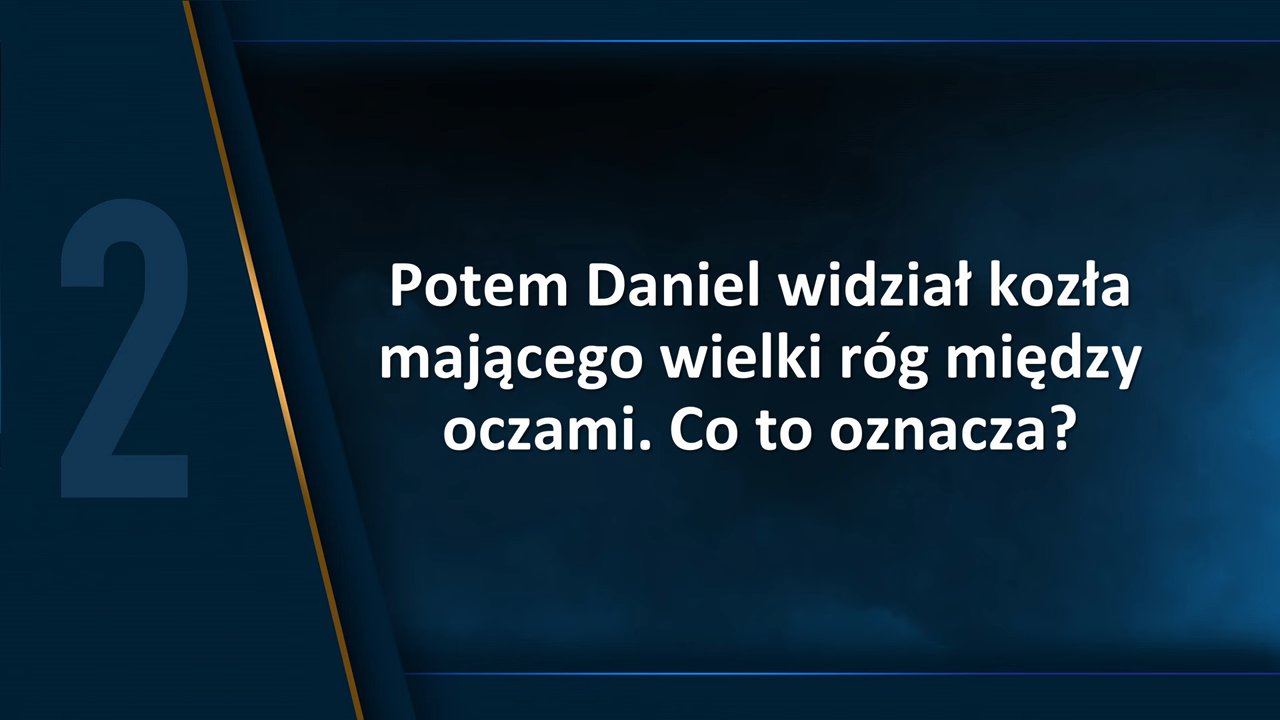 2
Potem Daniel widział kozła
mającego wielki róg między
oczami. Co to oznacza?